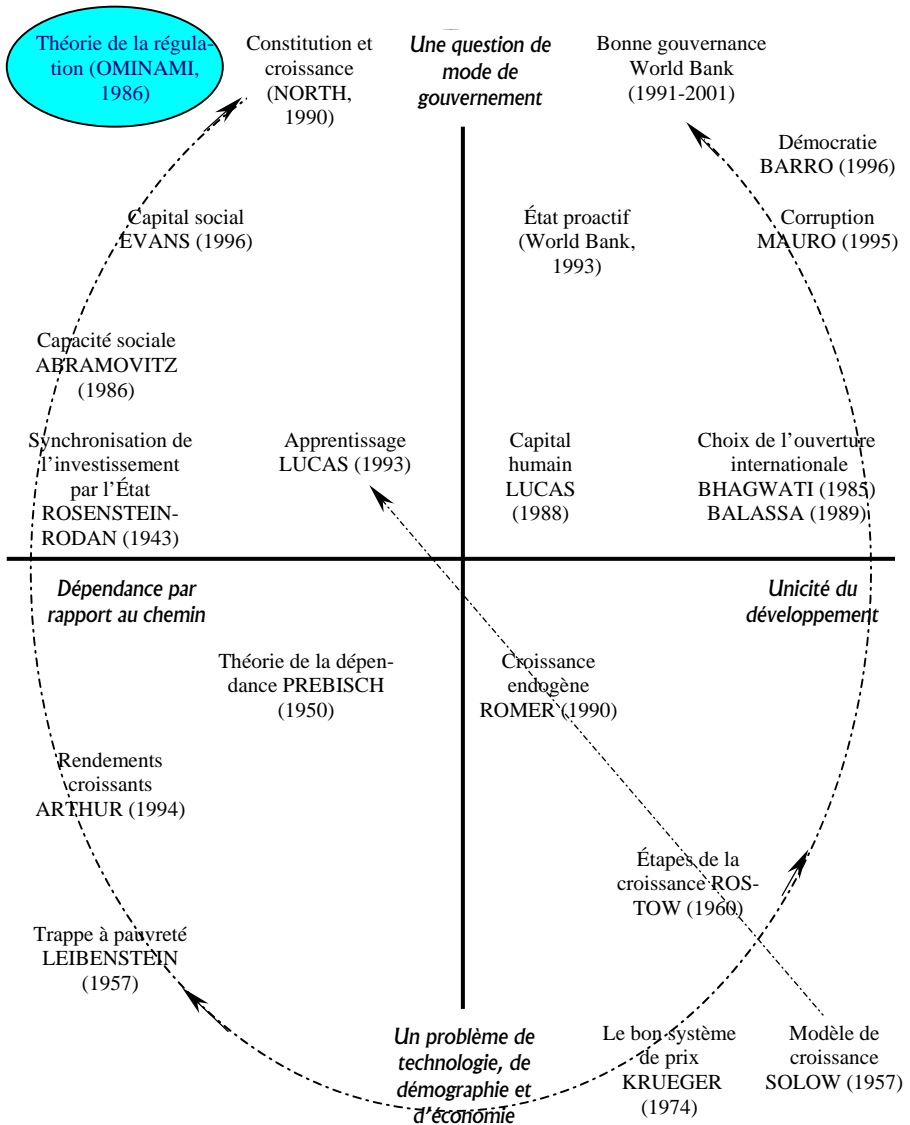 Théorie de la régula-
tion (OMINAMI,
1986)
Constitution et
croissance
(NORTH,
1990)
Une question de
mode de
gouvernement
Bonne gouvernance
World Bank
(1991-2001)
Démocratie
BARRO (1996)
Capital social
EVANS (1996)
État proactif
(World Bank,
1993)
Corruption
MAURO (1995)
Capacité sociale
ABRAMOVITZ
(1986)
Synchronisation de
l’investissement
par l’État
ROSENSTEIN-
RODAN (1943)
Apprentissage
LUCAS (1993)
Capital
humain
LUCAS
(1988)
Choix de l’ouverture
internationale
BHAGWATI (1985)
BALASSA (1989)
Dépendance par
rapport au chemin
Unicité du
développement
Théorie de la dépen-
dance PREBISCH
(1950)
Croissance
endogène
ROMER (1990)
Rendements
croissants
ARTHUR (1994)
Étapes de la
croissance ROS-
TOW (1960)
Trappe à pauvreté
LEIBENSTEIN
(1957)
Un problème de
technologie, de
démographie et
d’économie
Le bon système
de prix
KRUEGER
(1974)
Modèle de
croissance
SOLOW (1957)